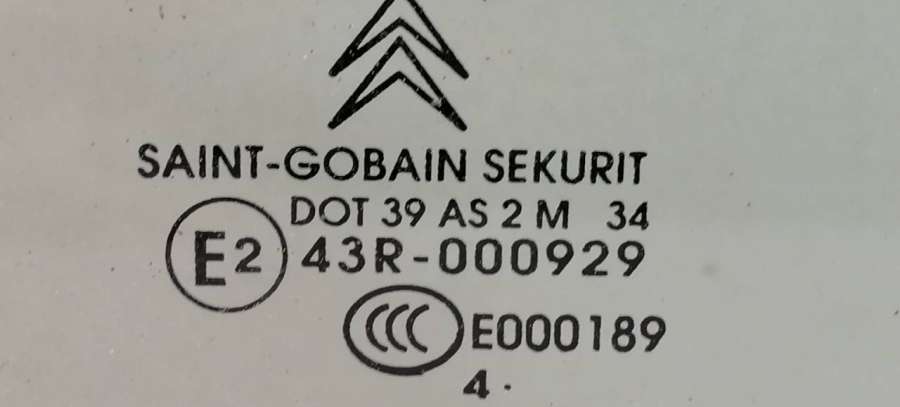 SAINT-GOBAIN SEKURIT
DOT 39 AS 2 M 34
E2 43R-000929
CCC E000189
4 .